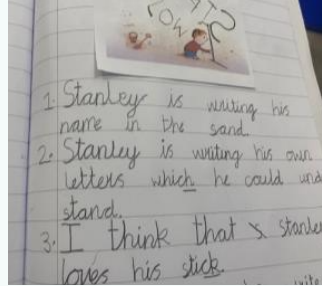 LOW
1. Stanley is writing his
name in the sand.
2. Stanley is writing his own
letters which he could und
stand.
3. I think that x stanle
loves his stick.